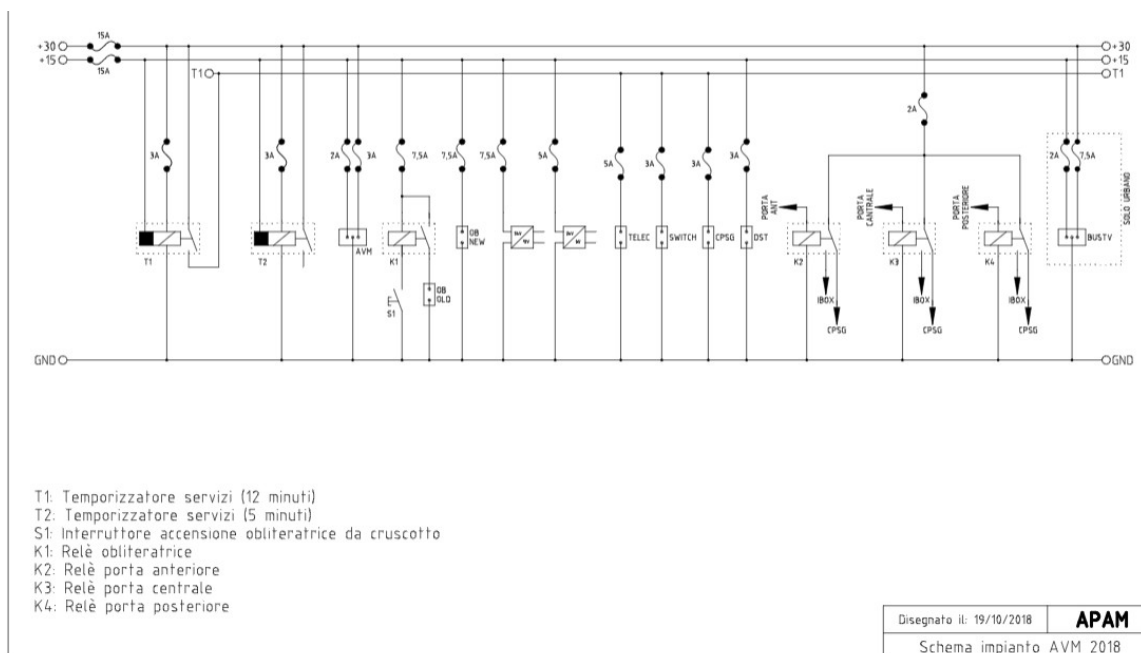 15A
+30
+30
+15
+15
15A
T1
T1
2A
3A
3A
2A
3A
7,5A
7,5A
7,5A
5A
5A
3A
3A
3A
2A
7,5A
SOLO URBANO
PORTA
ANT
PORTA
CANTRALE
PORTA
POSTERIORE
OB
NEW
TELEC
SWITCH
CPSG
DST
BUSTV
AVM
T1
T2
K1
K2
K3
K4
OB
OLD
S1
IBOX
IBOX
IBOX
CPSG
CPSG
CPSG
GND
GND
T1: Temporizzatore servizi (12 minuti)
T2: Temporizzatore servizi (5 minuti)
S1: Interruttore accensione obliteratrice da cruscotto
K1: Relè obliteratrice
K2: Relè porta anteriore
K3: Relè porta centrale
K4: Relè porta posteriore
Disegnato il: 19/10/2018
APAM
Schema impianto AVM 2018